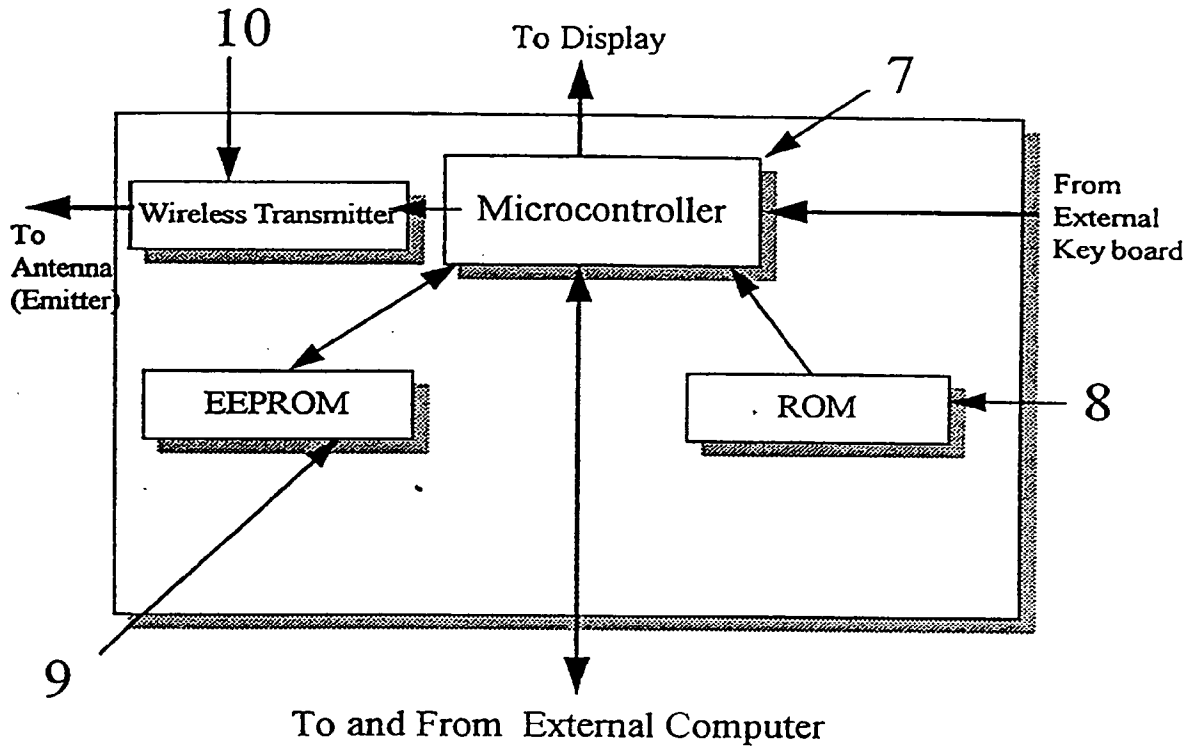 10
To Display
7
Wireless Transmitter
Microcontroller
From
External
Key board
To
Antenna
(Emitter)
EEPROM
ROM
8
9
To and From External Computer